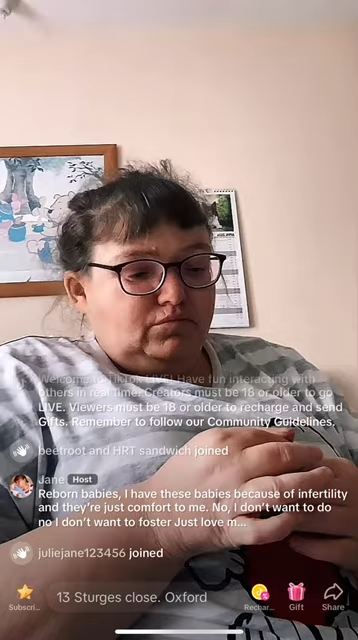 Welcome to TikTok LIVE! Have fun interacting with
others in real time. Creators must be 18 or older to go
LIVE. Viewers must be 18 or older to recharge and send
Gifts. Remember to follow our Community Guidelines.
beetroot and HRT sandwich joined
Jane Host
Reborn babies, I have these babies because of infertility
and they're just comfort to me. No, I don't want to do
no I don't want to foster Just love m...
juliejane123456 joined
Subscri... 13 Sturges close. Oxford Rechar... Gift Share